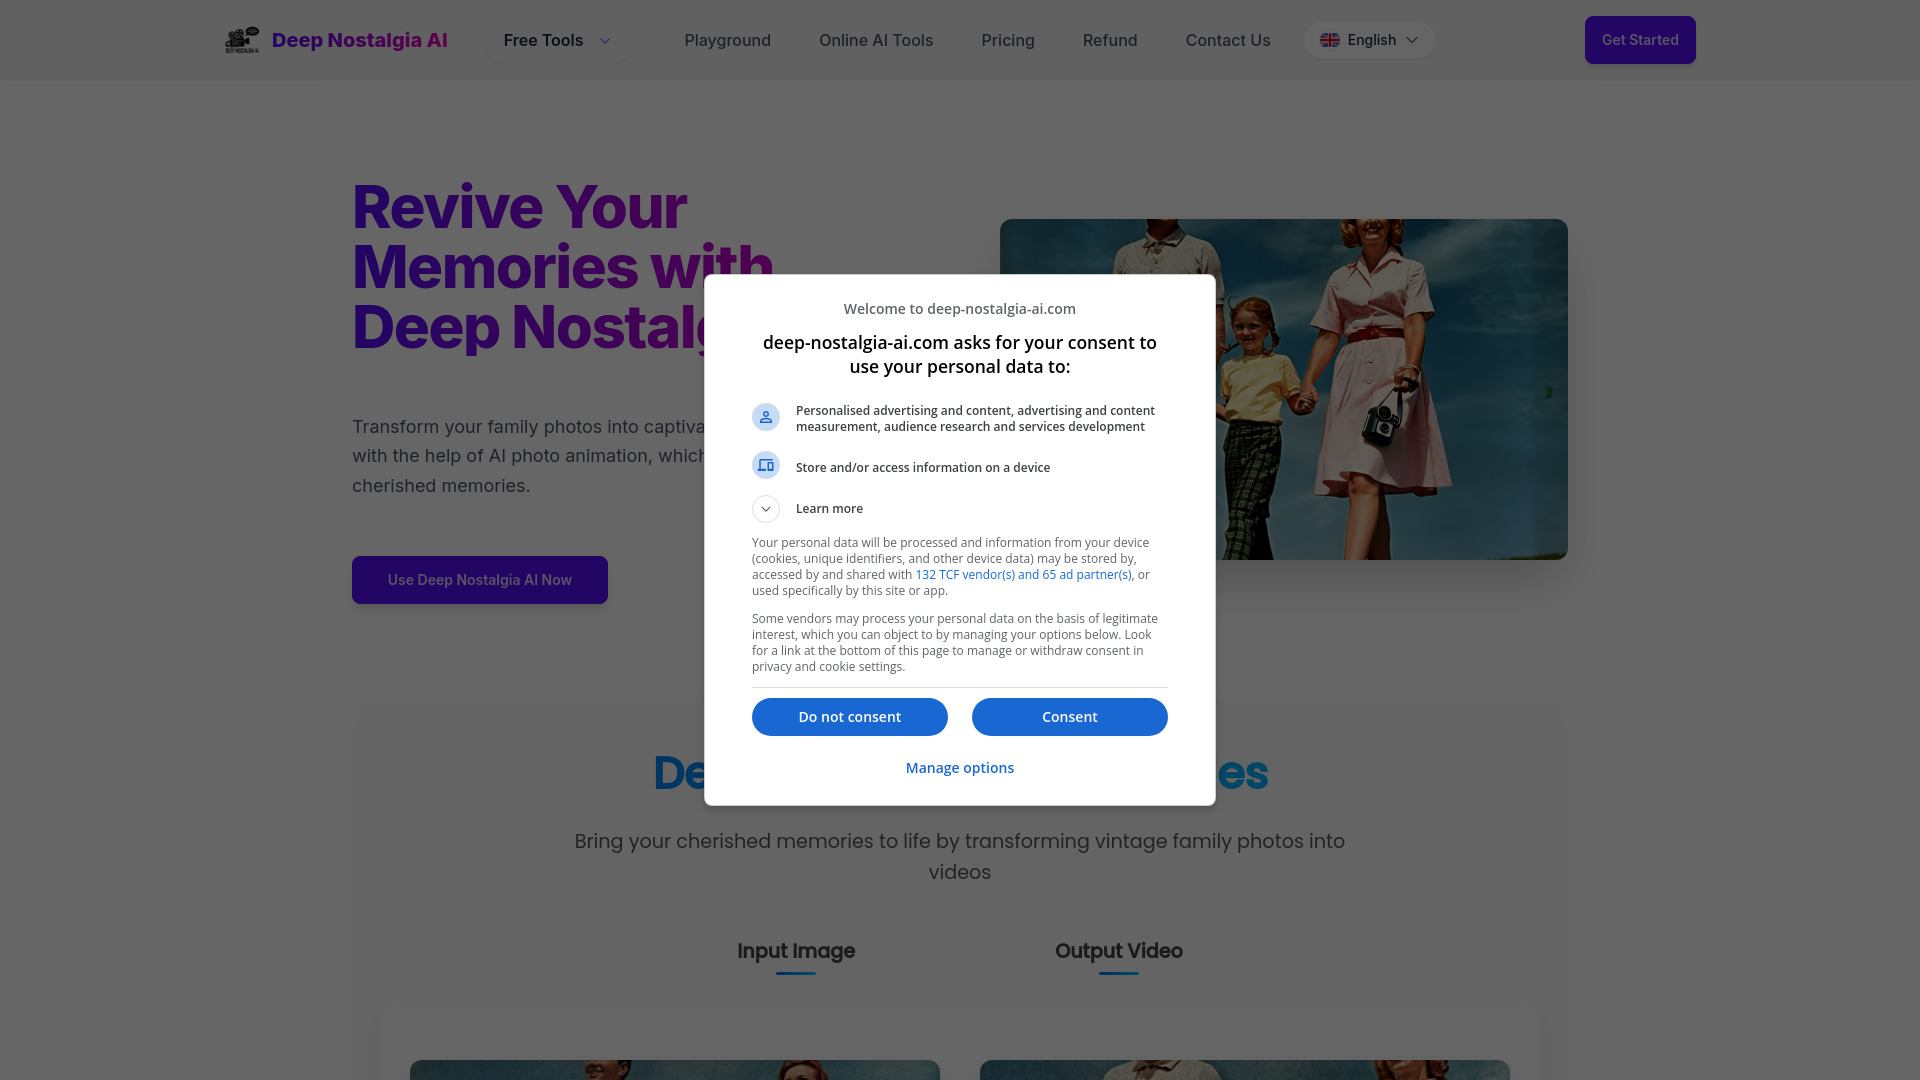 Deep Nostalgia AI
Free Tools
Playground
Online AI Tools
Pricing
Refund
Contact Us
English
Get Started
Revive Your
Memories with
Deep Nostalg
Transform your family photos into captiva
with the help of AI photo animation, which
cherished memories.
Use Deep Nostalgia AI Now
Welcome to deep-nostalgia-ai.com
deep-nostalgia-ai.com asks for your consent to
use your personal data to:
Personalised advertising and content, advertising and content
measurement, audience research and services development
Store and/or access information on a device
Learn more
Your personal data will be processed and information from your device
(cookies, unique identifiers, and other device data) may be stored by,
accessed by and shared with 132 TCF vendor(s) and 65 ad partner(s), or
used specifically by this site or app.
Some vendors may process your personal data on the basis of legitimate
interest, which you can object to by managing your options below. Look
for a link at the bottom of this page to manage or withdraw consent in
privacy and cookie settings.
Do not consent
Consent
Manage options
Bring your cherished memories to life by transforming vintage family photos into
videos
Input Image
Output Video